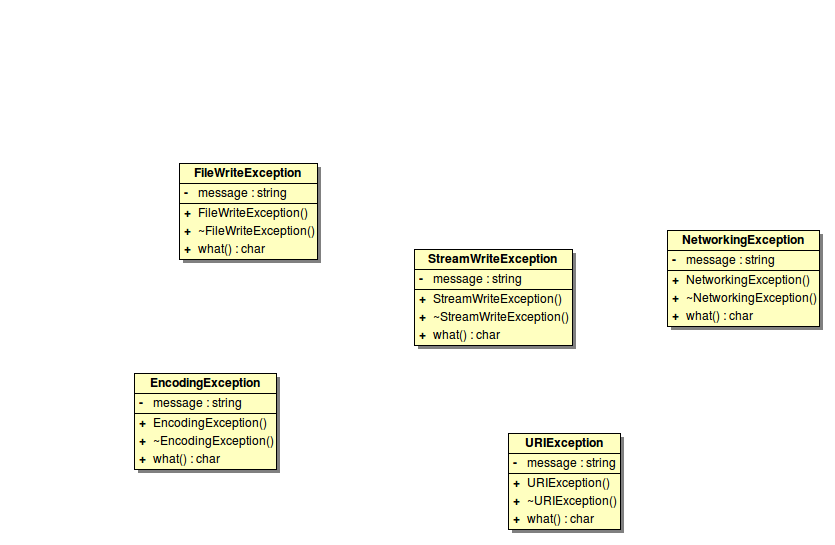 FileWriteException
- message : string
+ FileWriteException()
+ ~FileWriteException()
+ what() : char
StreamWriteException
- message : string
+ StreamWriteException()
+ ~StreamWriteException()
+ what() : char
NetworkingException
- message : string
+ NetworkingException()
+ ~NetworkingException()
+ what() : char
EncodingException
- message : string
+ EncodingException()
+ ~EncodingException()
+ what() : char
URIException
- message : string
+ URIException()
+ ~URIException()
+ what() : char